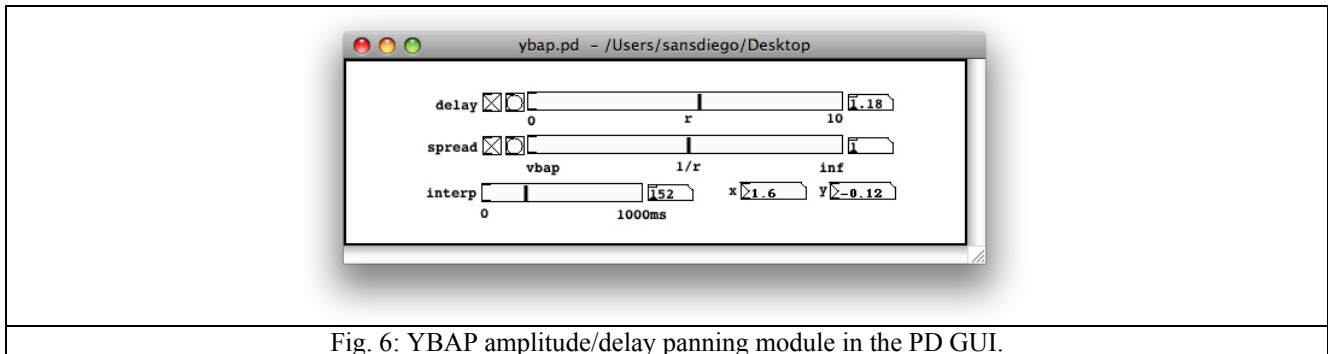 ybap.pd - /Users/sansdiego/Desktop
delay 1.18
0 r 10
spread 1
vbap 1/r inf
interp 152 x 1.6 y -0.12
0 1000ms
Fig. 6: YBAP amplitude/delay panning module in the PD GUI.